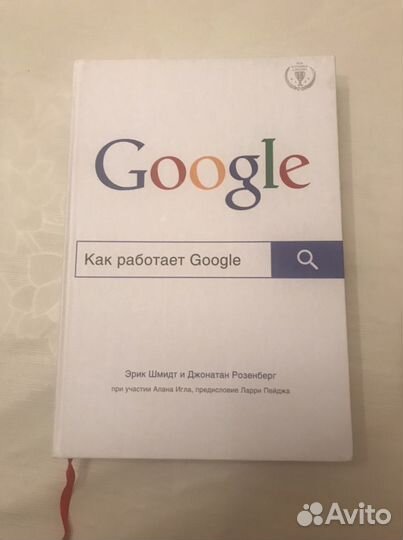 Google
Как работает Google
Эрик Шмидт и Джонатан Розенберг
при участии Алана Игла, предисловие Ларри Пейджа
Avito